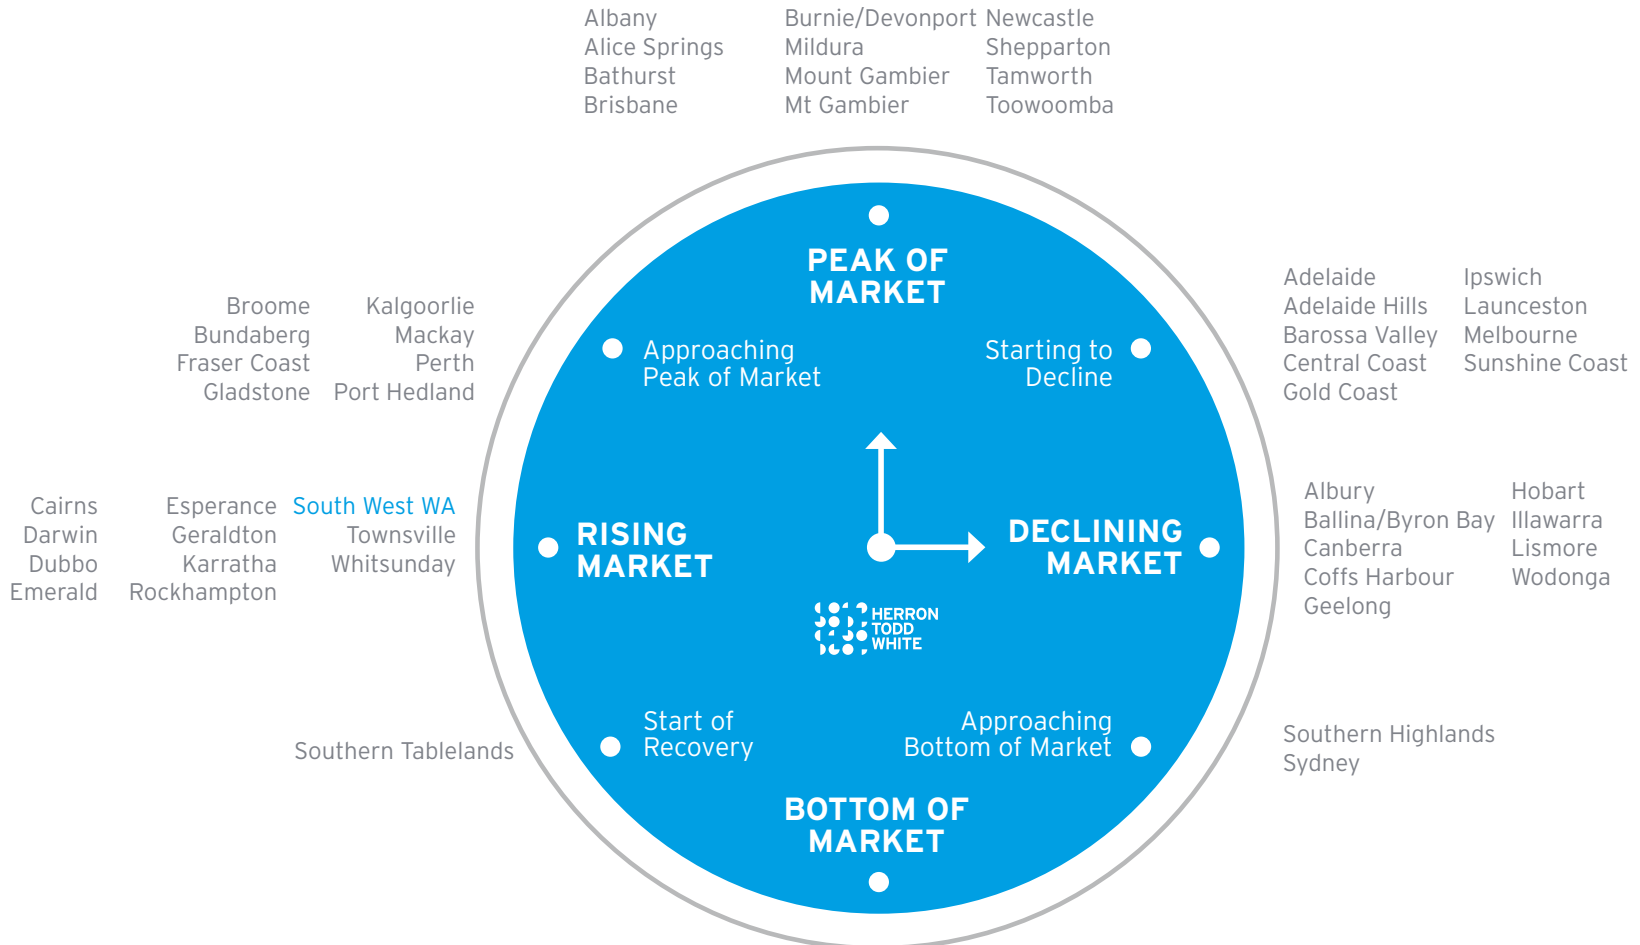 Albany Burnie/Devonport Newcastle
Alice Springs Mildura Shepparton
Bathurst Mount Gambier Tamworth
Brisbane Mt Gambier Toowoomba
PEAK OF
MARKET
Broome Kalgoorlie
Bundaberg Mackay
Fraser Coast Perth
Gladstone Port Hedland
Approaching
Peak of Market
Starting to
Decline
Adelaide Ipswich
Adelaide Hills Launceston
Barossa Valley Melbourne
Central Coast Sunshine Coast
Gold Coast
Cairns Esperance South West WA
Darwin Geraldton Townsville
Dubbo Karratha Whitsunday
Emerald Rockhampton
RISING
MARKET
DECLINING
MARKET
Albury Hobart
Ballina/Byron Bay Illawarra
Canberra Lismore
Coffs Harbour Wodonga
Geelong
HERRON
TODD
WHITE
Southern Tablelands
Start of
Recovery
Approaching
Bottom of Market
Southern Highlands
Sydney
BOTTOM OF
MARKET